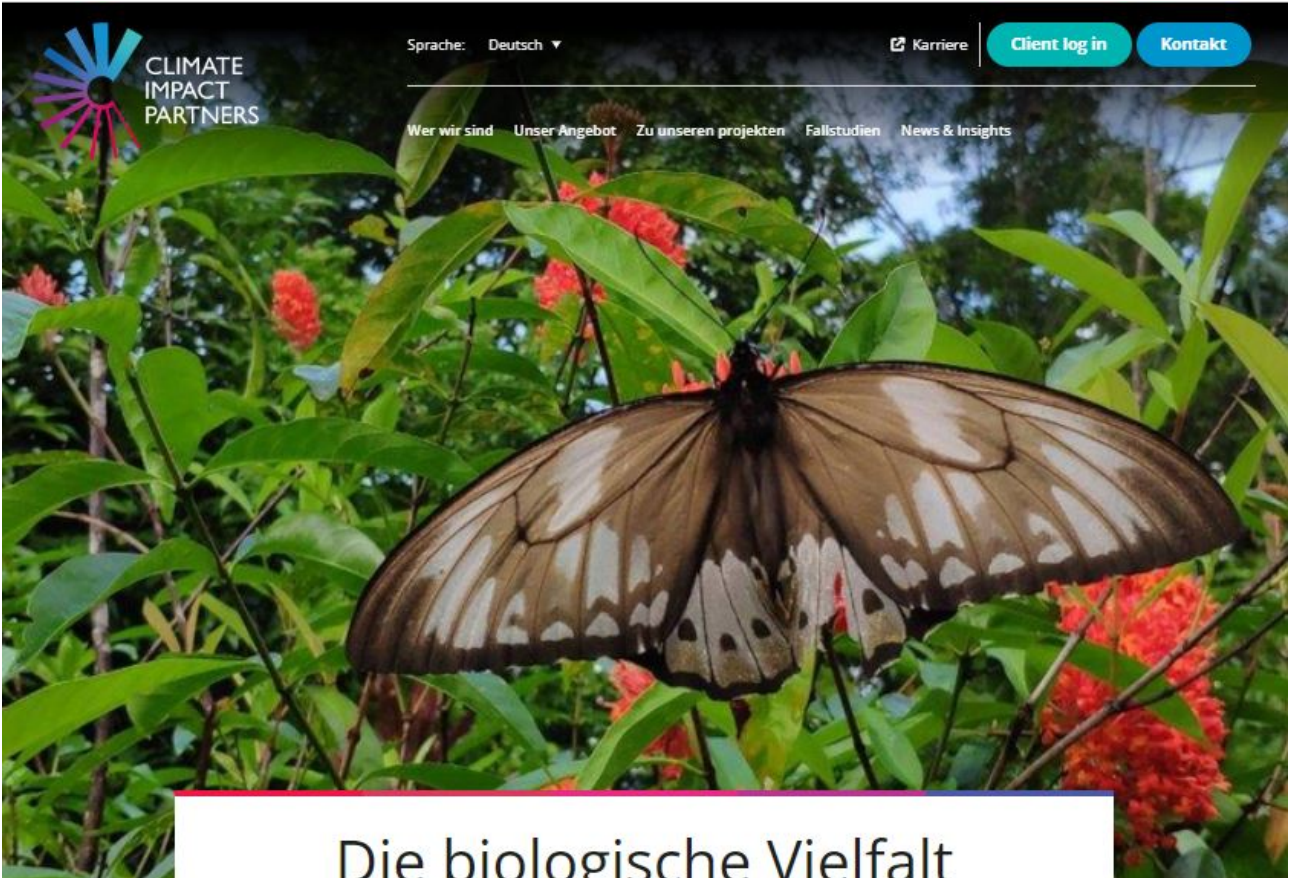 CLIMATE
IMPACT
PARTNERS
Sprache: Deutsch ▼
Karriere
Client log in
Kontakt
Wer wir sind Unser Angebot Zu unseren projekten Fallstudien News & Insights
Die biologische Vielfalt